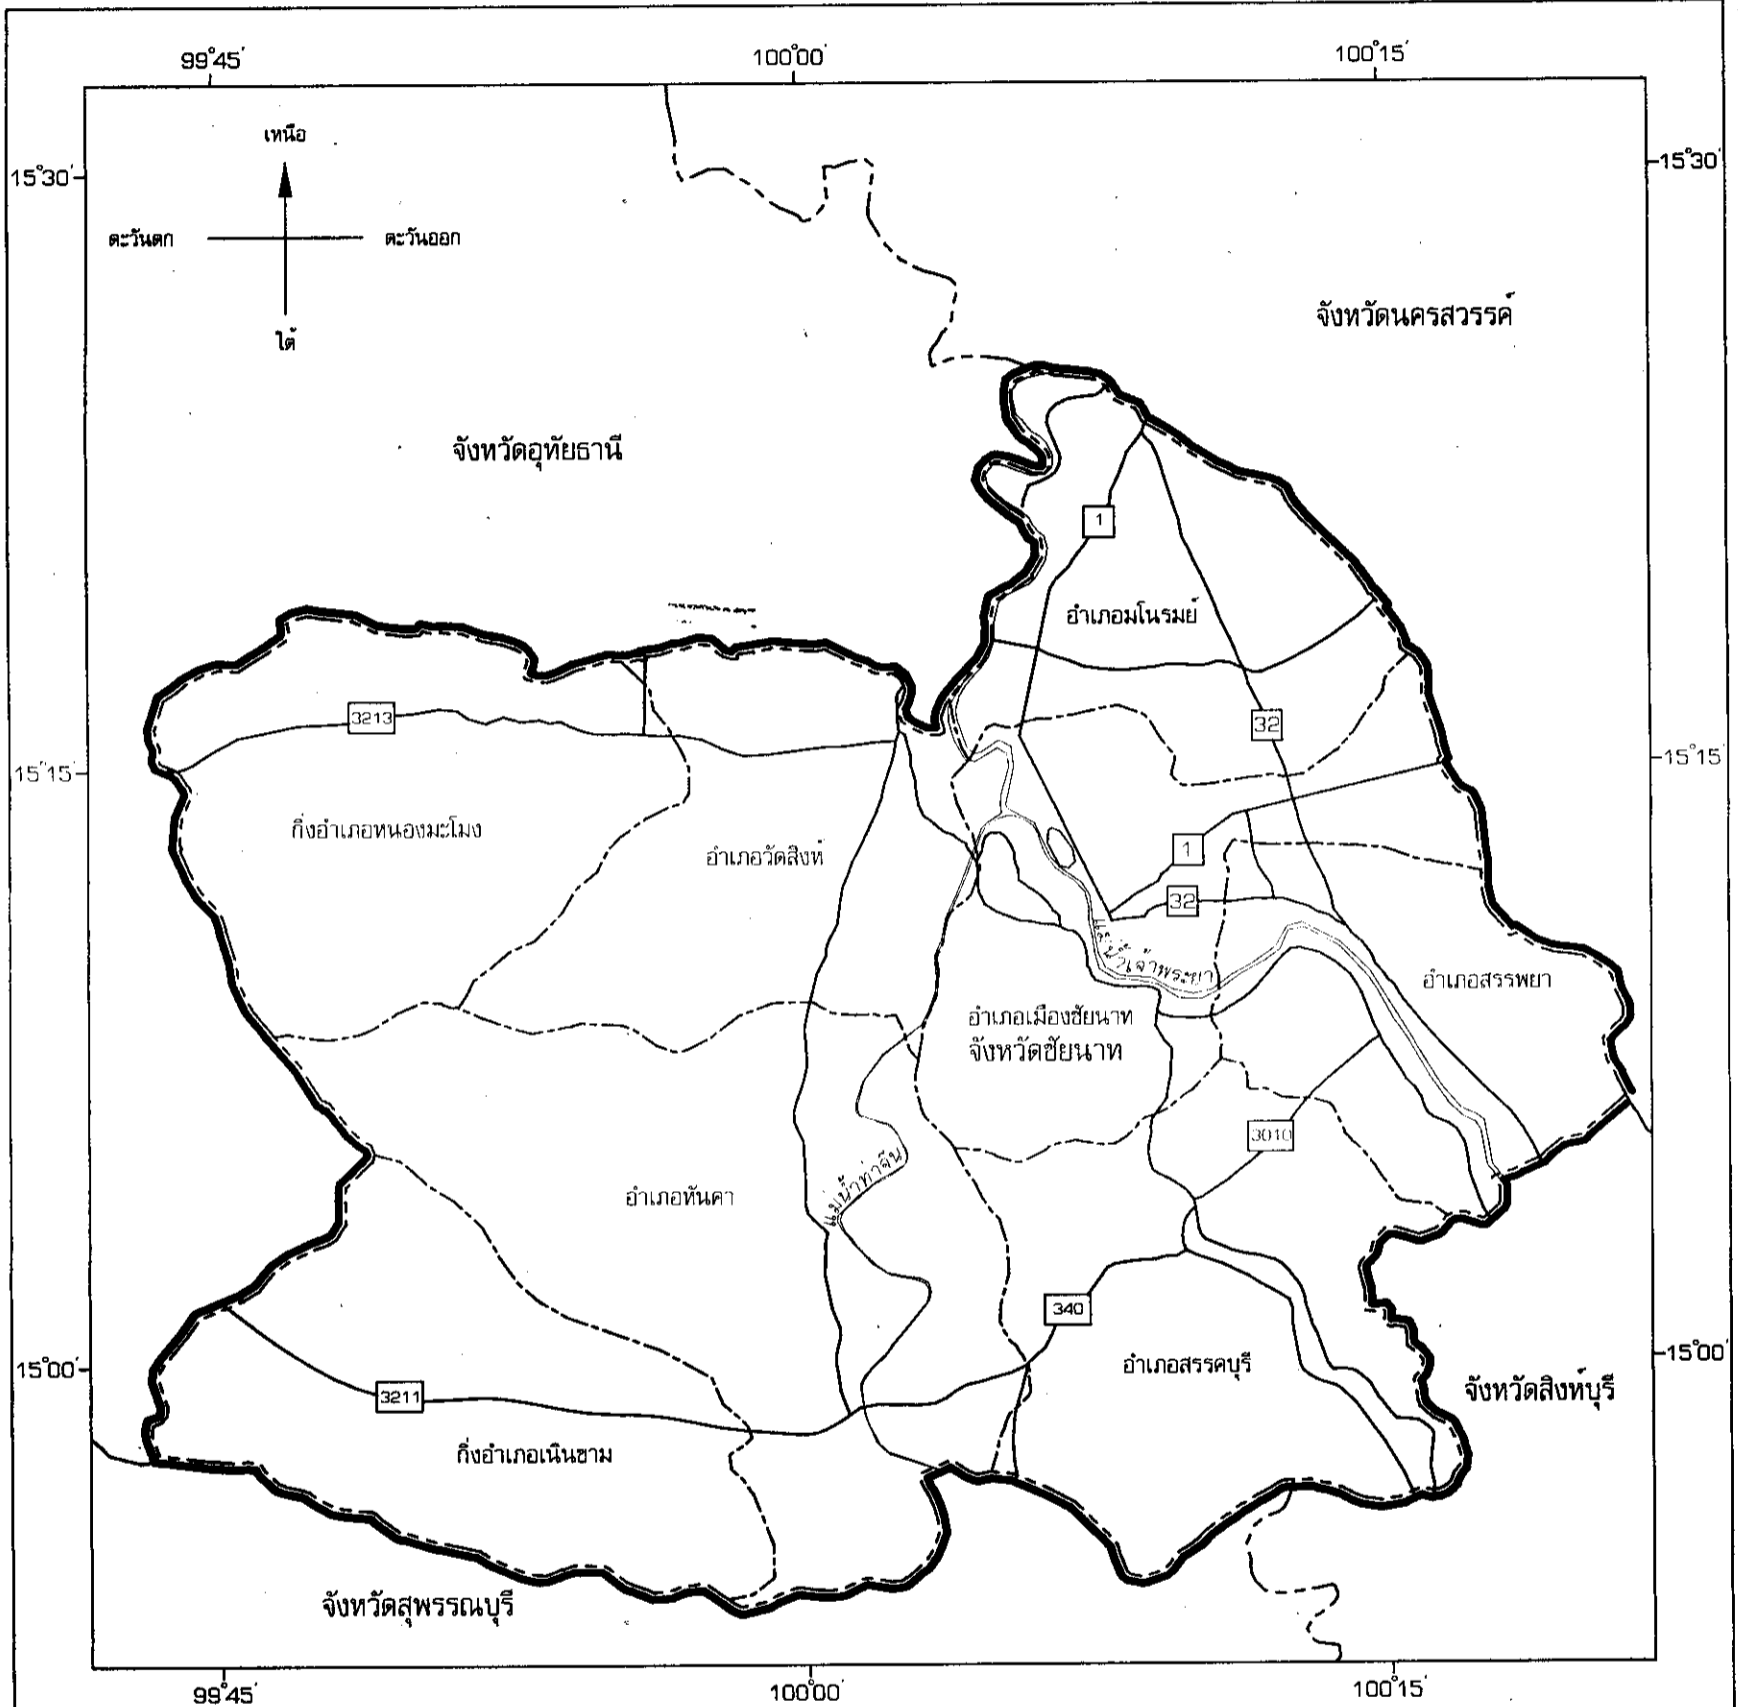 99°45′ 100°00′ 100°15′
เหนือ
15°30′ 15°30′
ตะวันตก ตะวันออก
ใต้
จังหวัดนครสวรรค์
จังหวัดอุทัยธานี
1
อำเภอมโนรมย์
3213 32
15°15′ 15°15′
กิ่งอำเภอหนองมะโมง
อำเภอวัดสิงห์
1
32
แม่น้ำเจ้าพระยา
อำเภอสรรพยา
อำเภอเมืองชัยนาท
จังหวัดชัยนาท
3010
แม่น้ำท่าจีน
อำเภอหันคา
340
อำเภอสรรคบุรี
15°00′ 15°00′
จังหวัดสิงห์บุรี
3211
กิ่งอำเภอเนินขาม
จังหวัดสุพรรณบุรี
99°45′ 100°00′ 100°15′